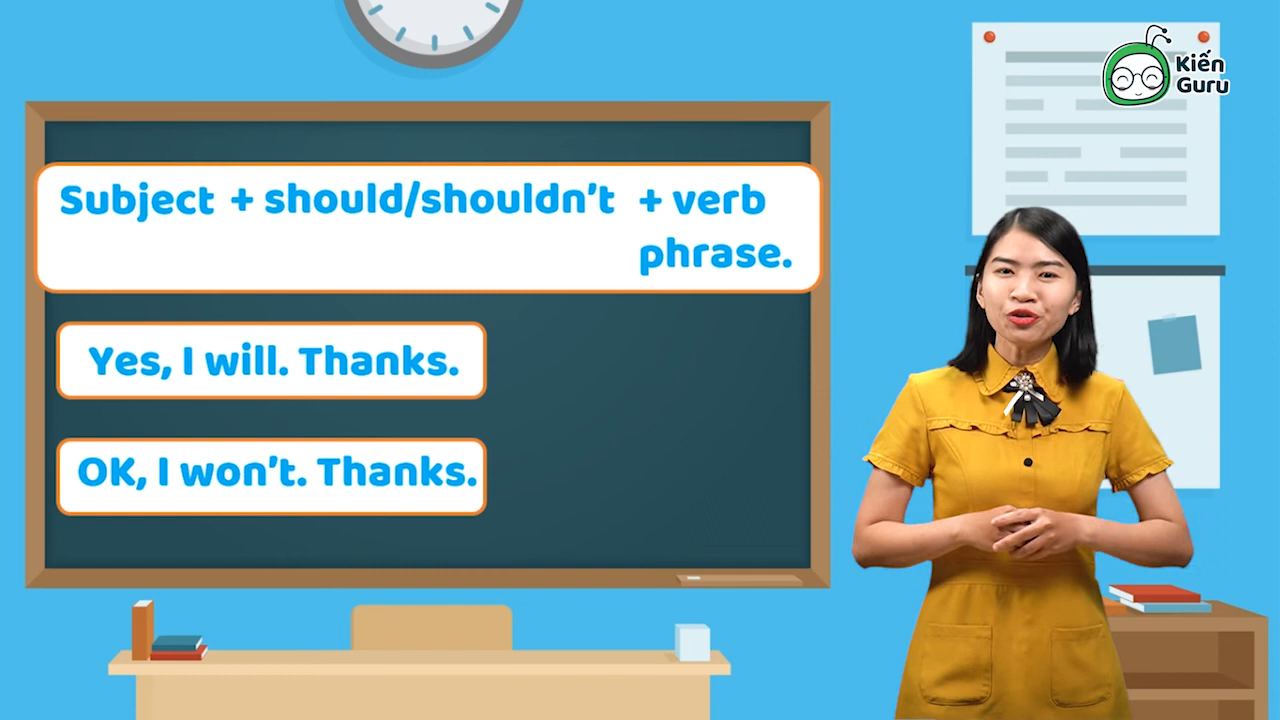 Kiến
Guru
Subject + should/shouldn't + verb
phrase.
Yes, I will. Thanks.
OK, I won't. Thanks.